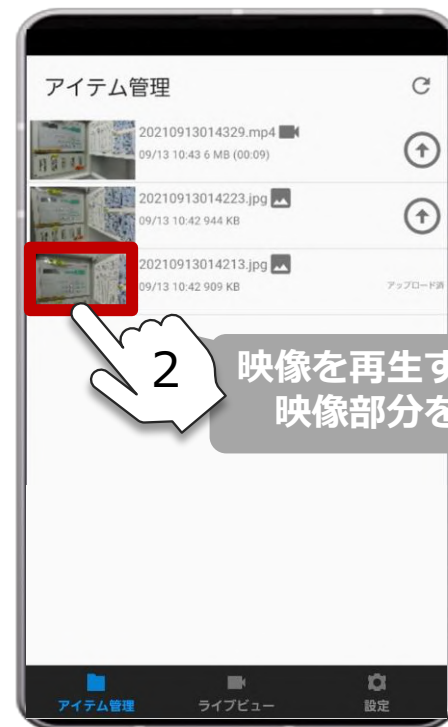 アイテム管理
20210913014329.mp4
09/13 10:43 6 MB (00:09)
20210913014223.jpg
09/13 10:42 944 KB
20210913014213.jpg
09/13 10:42 909 KB
アップロード済
2
映像を再生す
映像部分を
アイテム管理
ライブビュー
設定